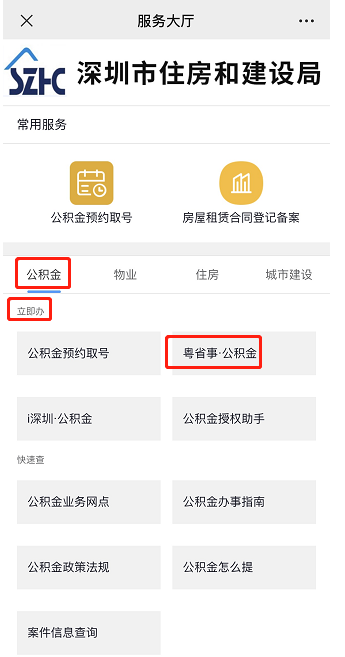 服务大厅
SZHC 深圳市住房和建设局
常用服务
公积金预约取号 房屋租赁合同登记备案
公积金 物业 住房 城市建设
立即办
公积金预约取号 粤省事·公积金
i深圳·公积金 公积金授权助手
快速查
公积金业务网点 公积金办事指南
公积金政策法规 公积金怎么提
案件信息查询